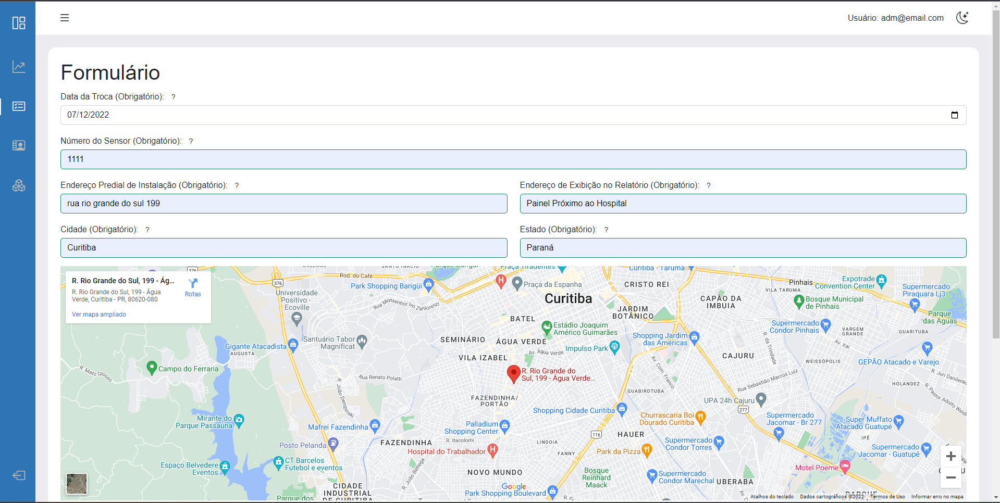 Usuário: adm@email.com
Formulário
Data da Troca (Obrigatório): ?
07/12/2022
Número do Sensor (Obrigatório): ?
1111
Endereço Predial de Instalação (Obrigatório): ?
rua rio grande do sul 199
Endereço de Exibição no Relatório (Obrigatório): ?
Painel Próximo ao Hospital
Cidade (Obrigatório): ?
Curitiba
Estado (Obrigatório): ?
Paraná
R. Rio Grande do Sul, 199 - Ág...
R. Rio Grande do Sul, 199 - Água
Verde, Curitiba - PR, 80620-080
Ver mapa ampliado
Rotas
376
Rod. do Café
SANTO INÁCIO
Praça Tiradentes
Curitiba - Tarumã
376
Park Shopping Barigüi
Praça da Espanha
CRISTO REI
Pinhais
Expotrade
Convention Center
VILA TARUMA
Supermercado
Piraquara Lj3
Universidade
Positivo -
Ecoville
Rua Monsenhor Ivo Zanlorenzi
Curitiba
CAPÃO DA
IMBUIA
Bosque Municipal
de Pinhais
JARDIM
BOTÂNICO
BATEL
Parque
das Águas
Estádio Joaquim
Américo Guimarães
Supermercado
Condor Pinhais
VARGEM
GRANDE
GUARITUBA
Santuário Tabor
Magnificat
SEMINÁRIO
ÁGUA VERDE
Shopping Jardim
das Américas
R. da Trindade
Av. Iraí
Gigante Atacadista
AUGUSTA
Impulso Park
Av. Água Verde
VILA IZABEL
CAJURU
WEISSÓPOLIS
GEPÃO Atacado e Varejo
Campo do Ferraria
R. Mato Grosso
Rua Renato Polatti
R. João Dembinski
R. Rio Grande do
Sul, 199 - Água Verde...
Av. Com. Franco
Rua Sebastião Marcos Luiz
R. Juri Danilenko
HOLANDEZ
R. Pastor Adolfo Weidmann
GUABIROTUBA
FAZENDINHA/
PORTÃO
UPA 24h Cajuru
277
Shopping Cidade Curitiba
Churrascaria Boi
Dourado Curitiba
Supermercado
Jacomar - Br 277
Super Muffato
Atacado Guatupê
Mirante do
Parque Passaúna
Mafrei Fazendinha
Palladium
Shopping Center
116
HAUER
IPÊ
R. Itacolomi
LINDOIA
FAZENDINHA
Posto Pelanda
Hospital do Trabalhador
FANNY
Park da Pizza
Supermercado
Condor Torres
Supermercado
Jacomar - Guatupê
CT Barcelos
Futebol e eventos
Espaço Belvedere
Eventos
R. João Bettega
NOVO MUNDO
Bosque
Reinhard
Maack
Supermercado
Condor Marechal
UBERABA
Motel Poeme
CIDADE
INDUSTRIAL
DE CURITIBA
Google
Park Shopping Boulevard
Parque dos
PARQUE
Atalhos do teclado
Dados cartográficos ©2022
Termos de Uso
Informar erro no mapa